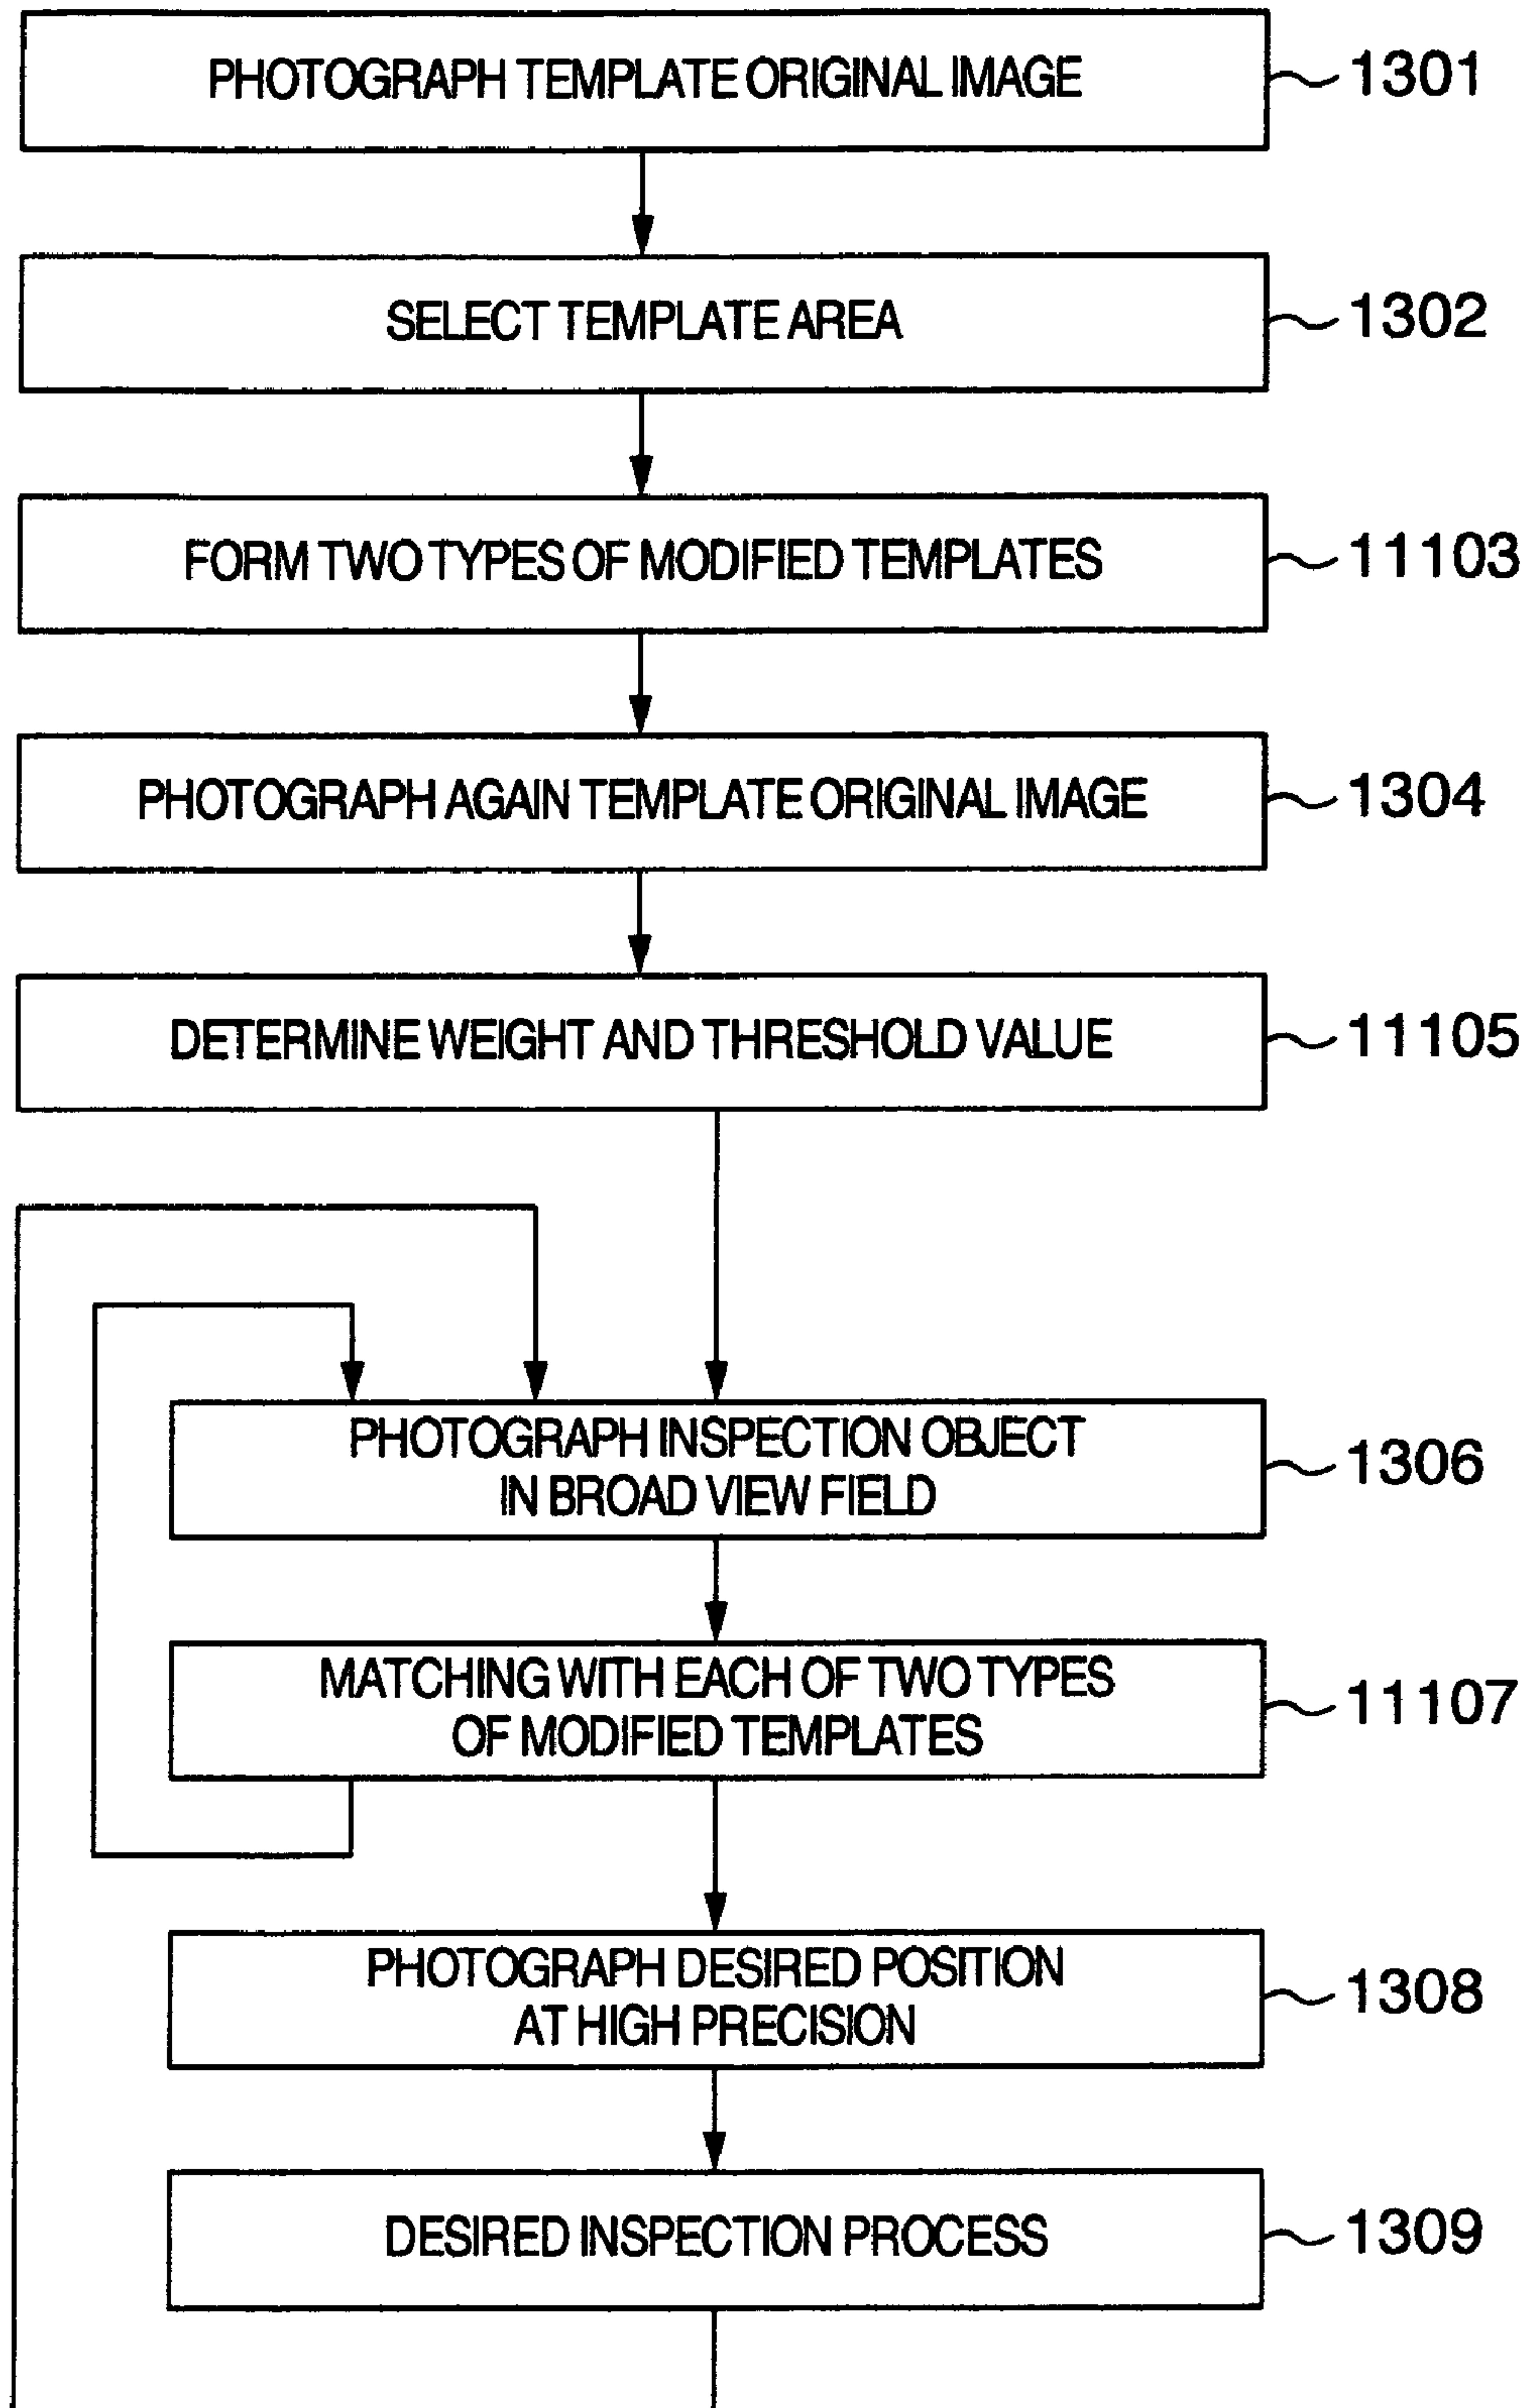 PHOTOGRAPH TEMPLATE ORIGINAL IMAGE
1301
SELECT TEMPLATE AREA
1302
FORM TWO TYPES OF MODIFIED TEMPLATES
11103
PHOTOGRAPH AGAIN TEMPLATE ORIGINAL IMAGE
1304
DETERMINE WEIGHT AND THRESHOLD VALUE
11105
PHOTOGRAPH INSPECTION OBJECT
IN BROAD VIEW FIELD
1306
MATCHING WITH EACH OF TWO TYPES
OF MODIFIED TEMPLATES
11107
PHOTOGRAPH DESIRED POSITION
AT HIGH PRECISION
1308
DESIRED INSPECTION PROCESS
1309